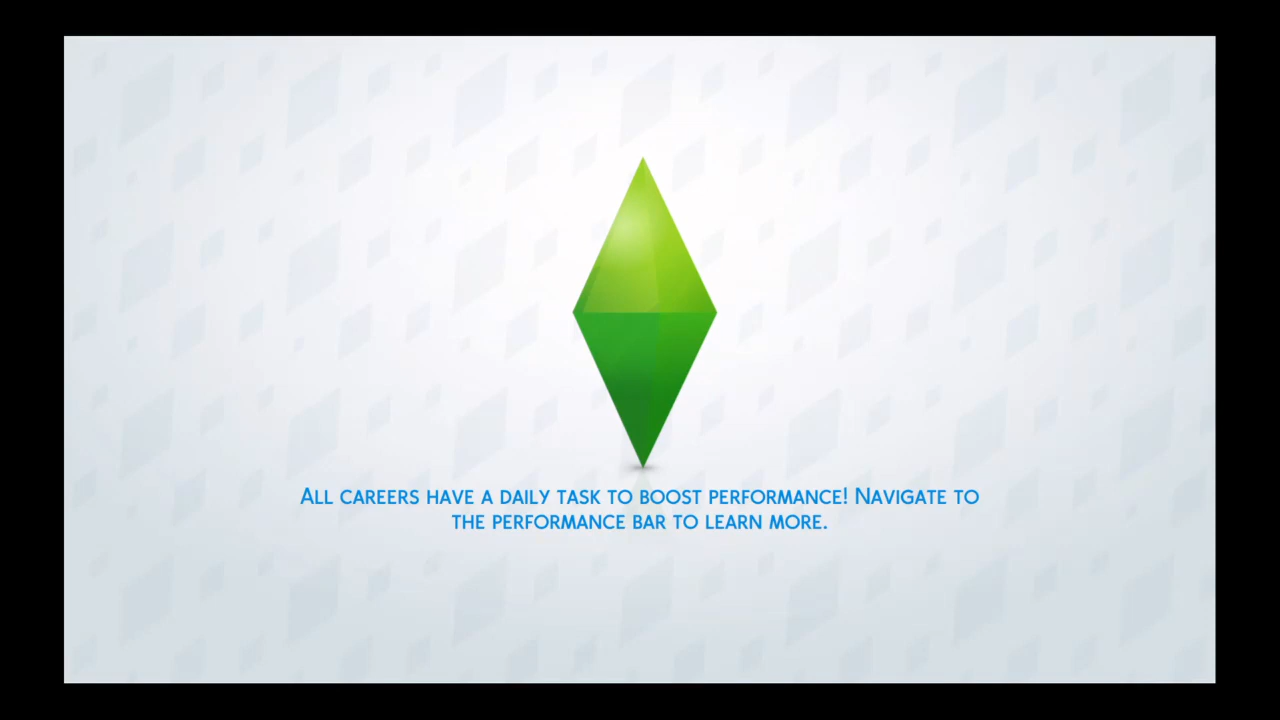 All careers have a daily task to boost performance! Navigate to
the performance bar to learn more.